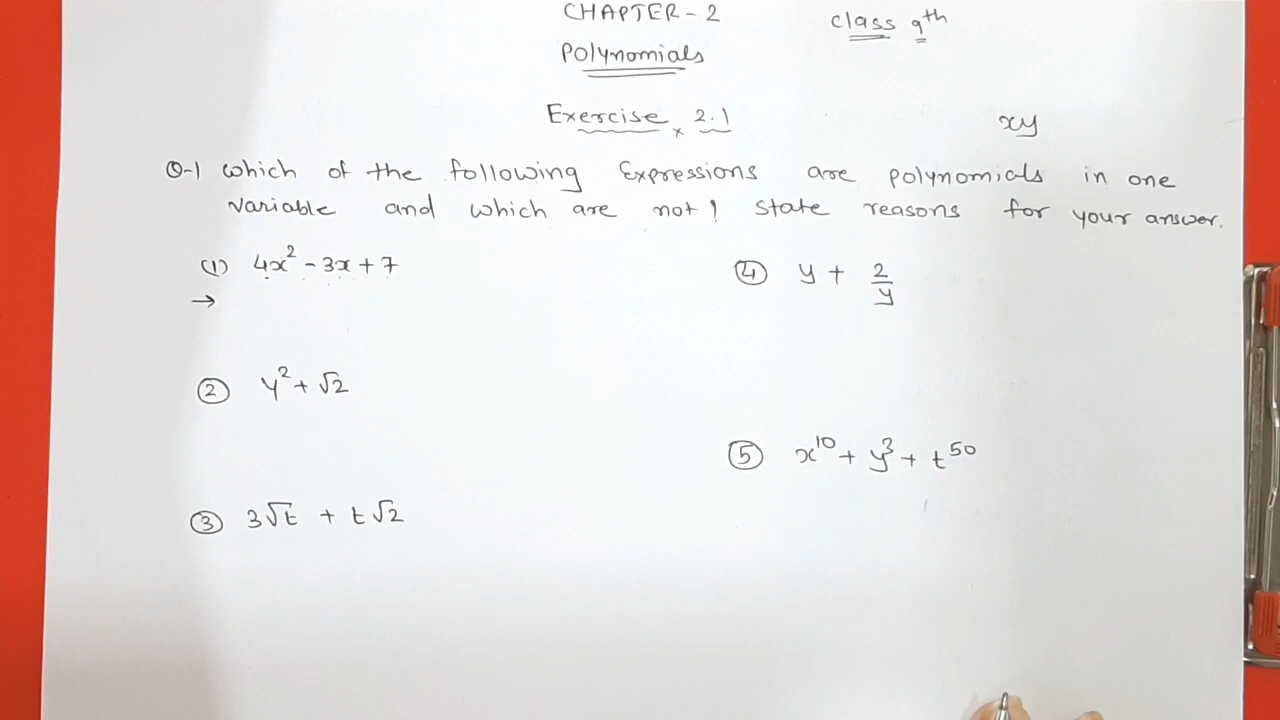 CHAPTER - 2
Class 9th
Polynomials
Exercise 2.1
xy
Q-1 Which of the following Expressions are polynomials in one
variable and which are not! State reasons for your answer.
(1) 4x² - 3x + 7
→
② y² + √2
③ 3√t + t√2
④ y + 2/y
⑤ x¹⁰ + y³ + t⁵⁰